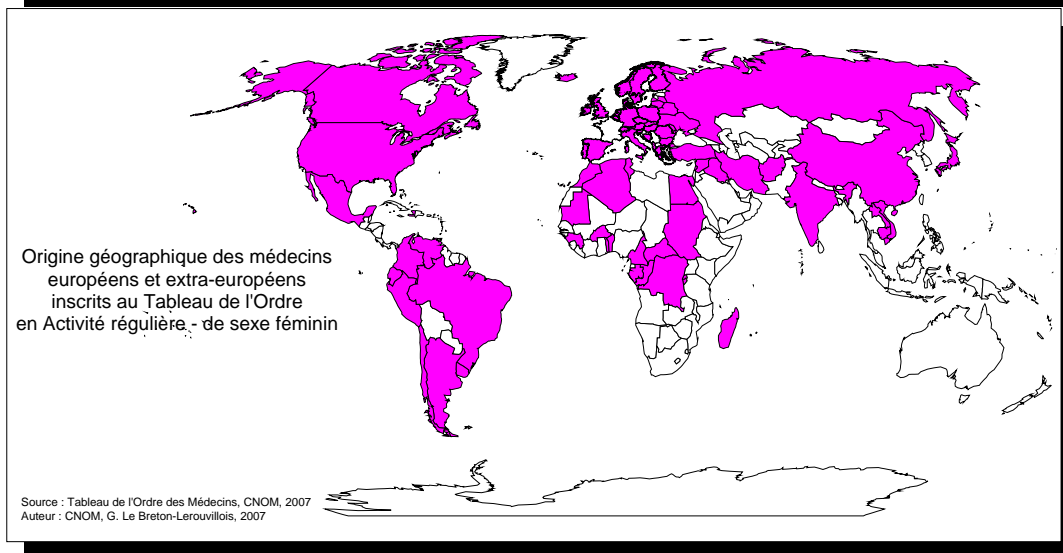 Origine géographique des médecins
européens et extra-européens
inscrits au Tableau de l'Ordre
en Activité régulière - de sexe féminin
Source : Tableau de l'Ordre des Médecins, CNOM, 2007
Auteur : CNOM, G. Le Breton-Lerouvillois, 2007